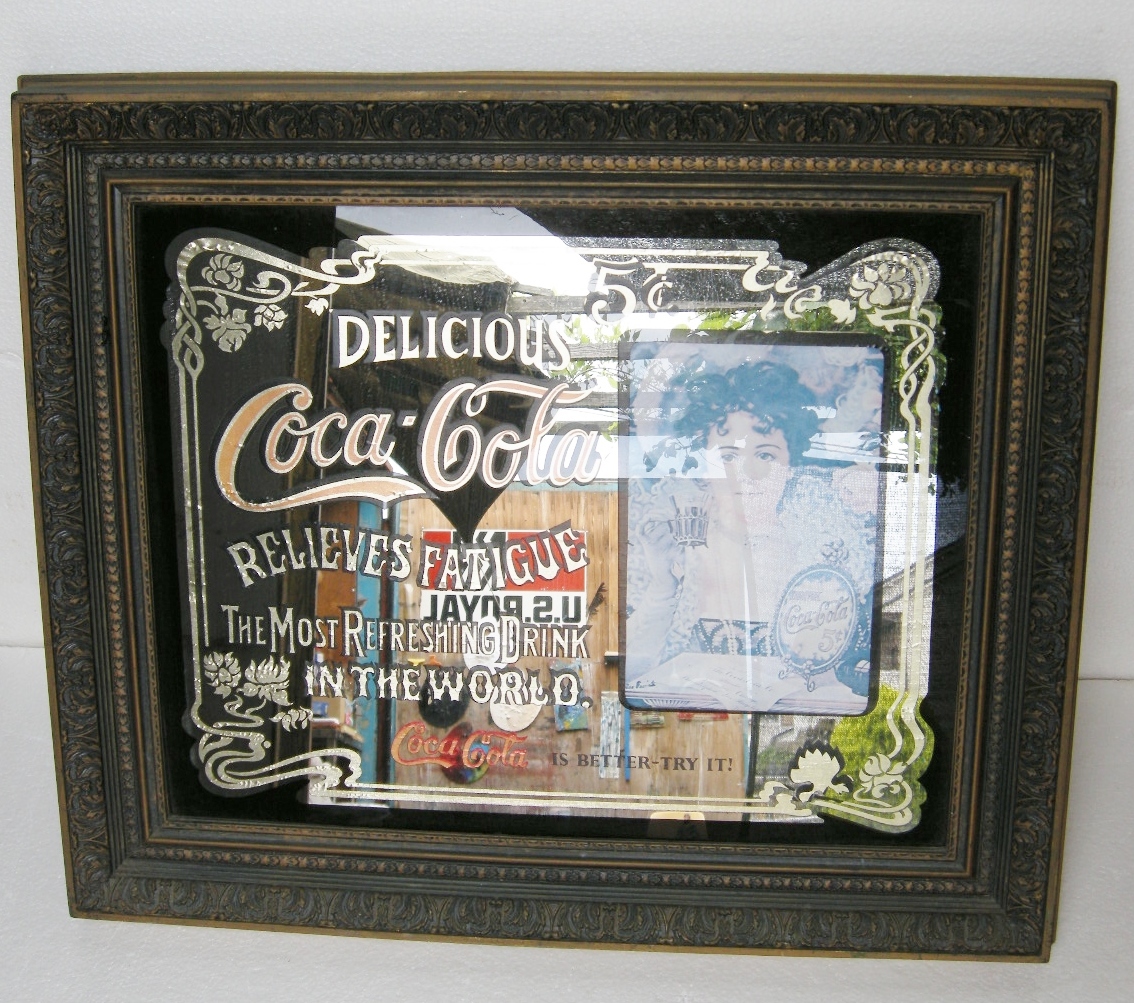 5¢
DELICIOUS
Coca-Cola
RELIEVES FATIGUE
U.S. ROYAL
THE MOST REFRESHING DRINK
IN THE WORLD.
Coca-Cola
5¢
Coca-Cola IS BETTER-TRY IT!